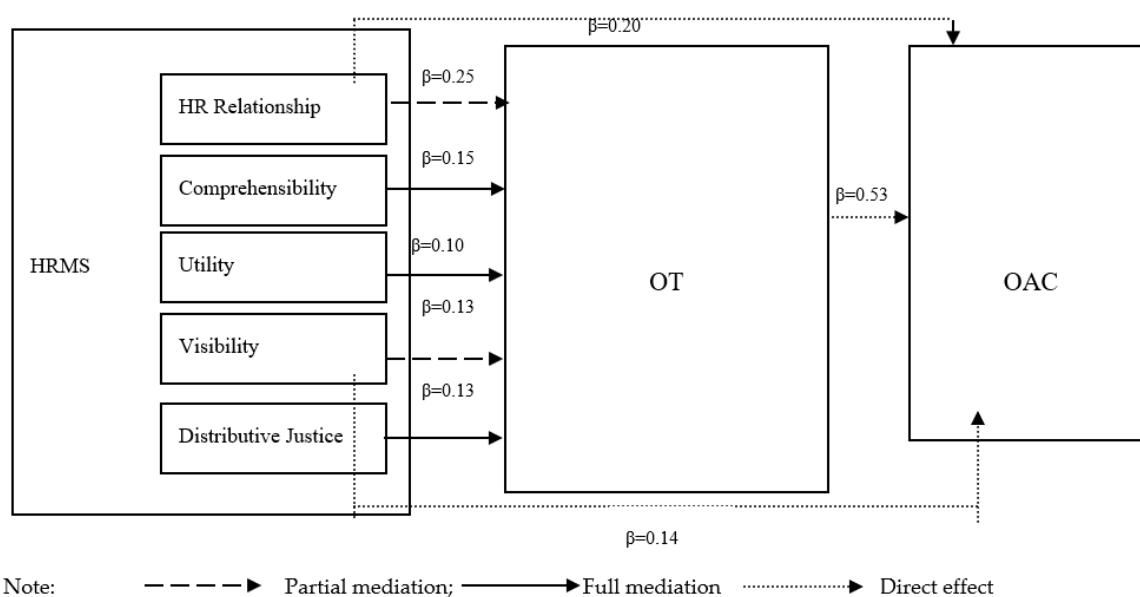 β=0.20
β=0.25
HR Relationship
β=0.15
Comprehensibility
β=0.53
β=0.10
HRMS
Utility
OT
OAC
β=0.13
Visibility
β=0.13
Distributive Justice
β=0.14
Note: Partial mediation; Full mediation Direct effect